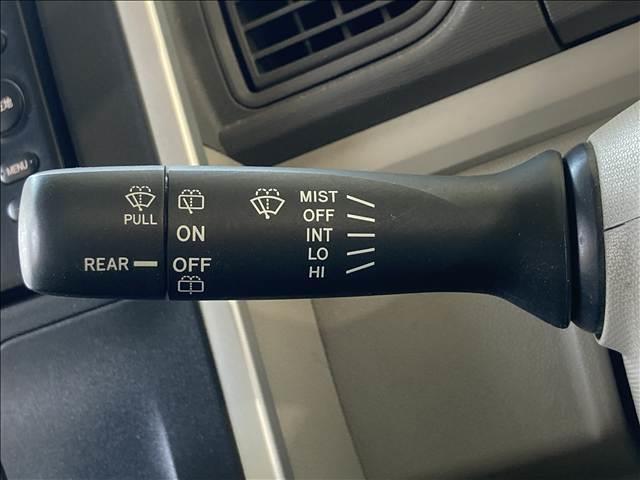 MENU
PULL
REAR
ON
OFF
MIST
OFF
INT
LO
HI